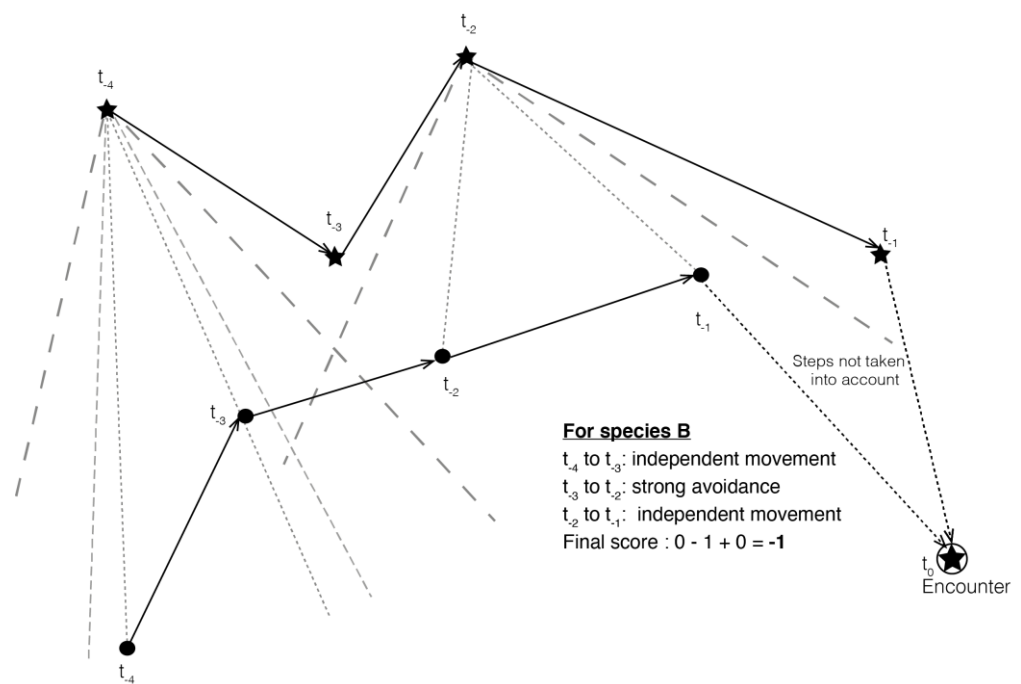 t-2
t-4
t-3
t-1
t-1
Steps not taken
into account
t-2
t-3
For species B
t-4 to t-3: independent movement
t-3 to t-2: strong avoidance
t-2 to t-1: independent movement
Final score : 0 - 1 + 0 = -1
t0
Encounter
t-4